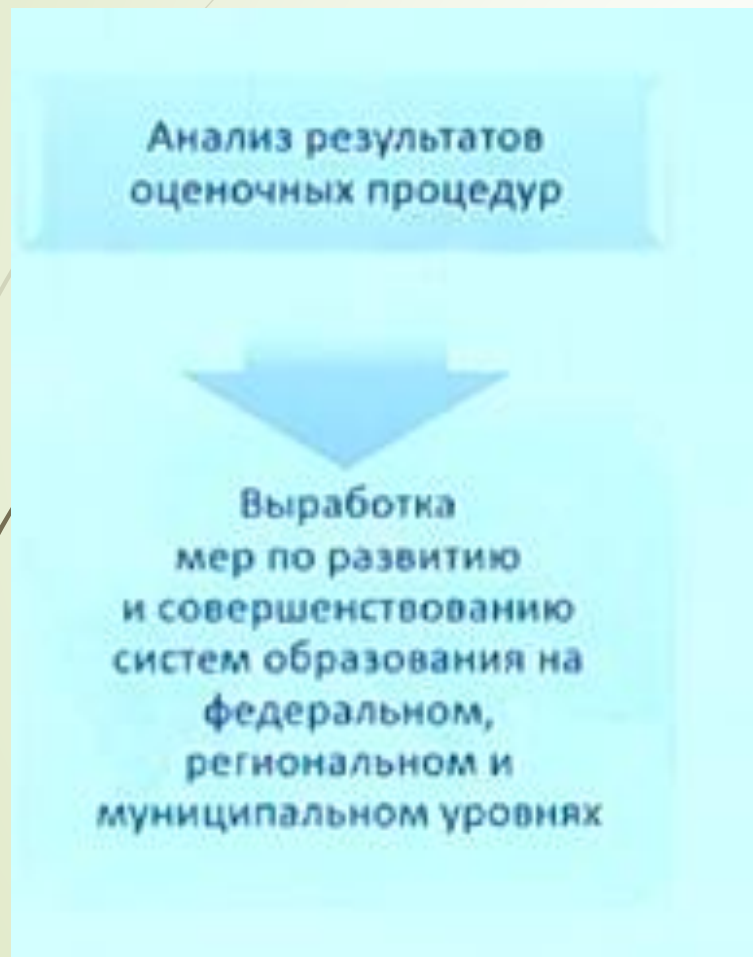 Анализ результатов
оценочных процедур
Выработка
мер по развитию
и совершенствованию
систем образования на
федеральном,
региональном и
муниципальном уровнях